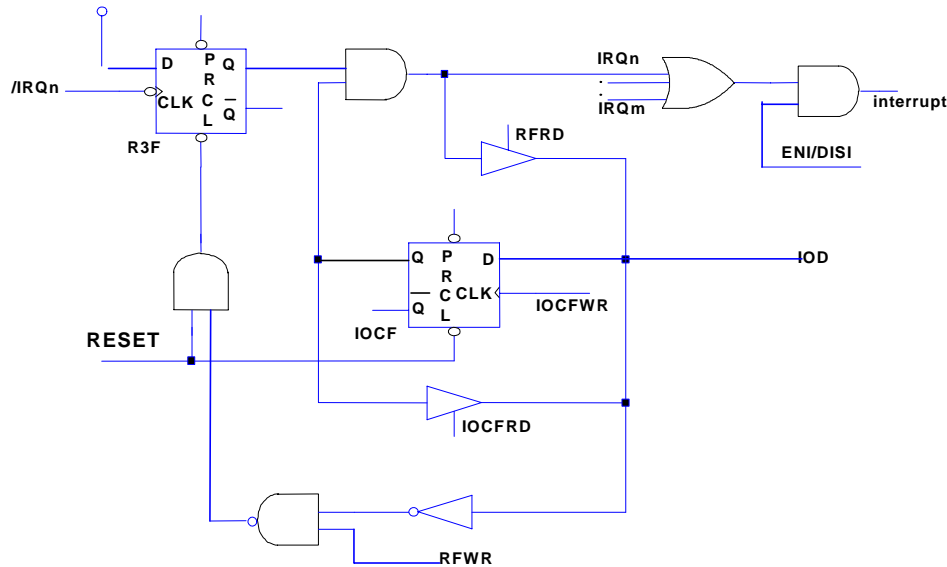 D
P
R
C
L
Q
/IRQn
CLK
Q
R3F
IRQn
:
IRQm
interrupt
RFRD
ENI/DISI
Q
P
R
C
L
D
CLK
Q
IOD
IOCFWR
IOCF
RESET
IOCFRD
RFWR